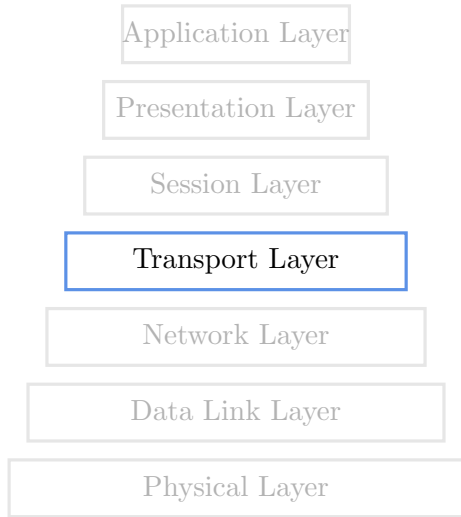 Application Layer
Presentation Layer
Session Layer
Transport Layer
Network Layer
Data Link Layer
Physical Layer